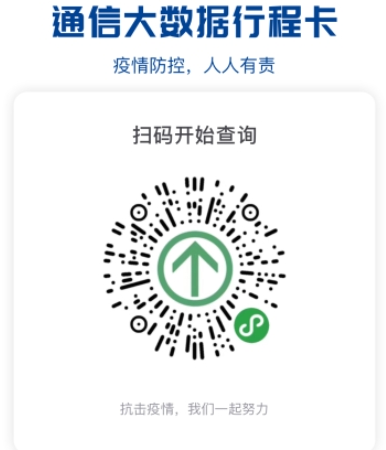 通信大数据行程卡
疫情防控，人人有责
扫码开始查询
抗击疫情，我们一起努力